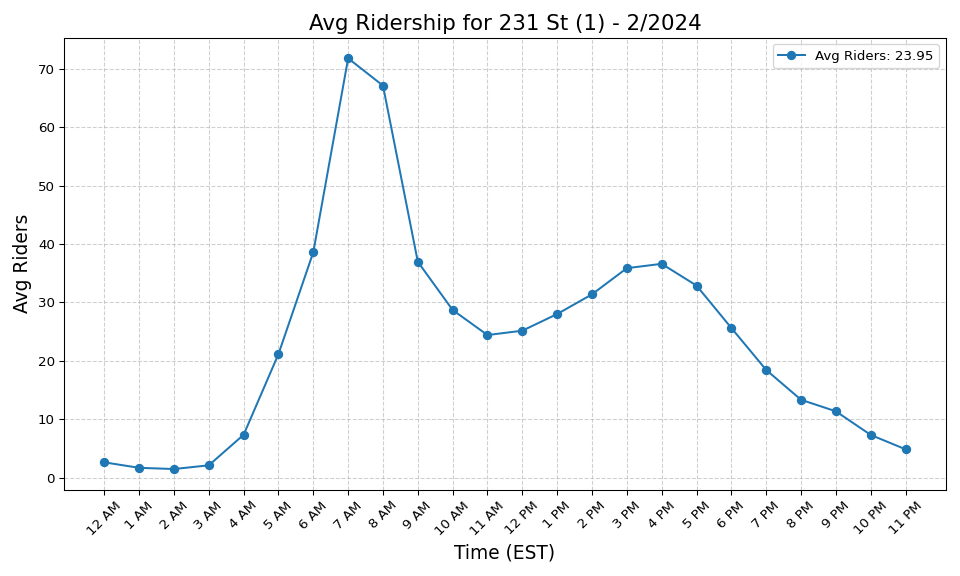 Avg Ridership for 231 St (1) - 2/2024
Avg Riders: 23.95
Avg Riders
70
60
50
40
30
20
10
0
12 AM
1 AM
2 AM
3 AM
4 AM
5 AM
6 AM
7 AM
8 AM
9 AM
10 AM
11 AM
12 PM
1 PM
2 PM
3 PM
4 PM
5 PM
6 PM
7 PM
8 PM
9 PM
10 PM
11 PM
Time (EST)